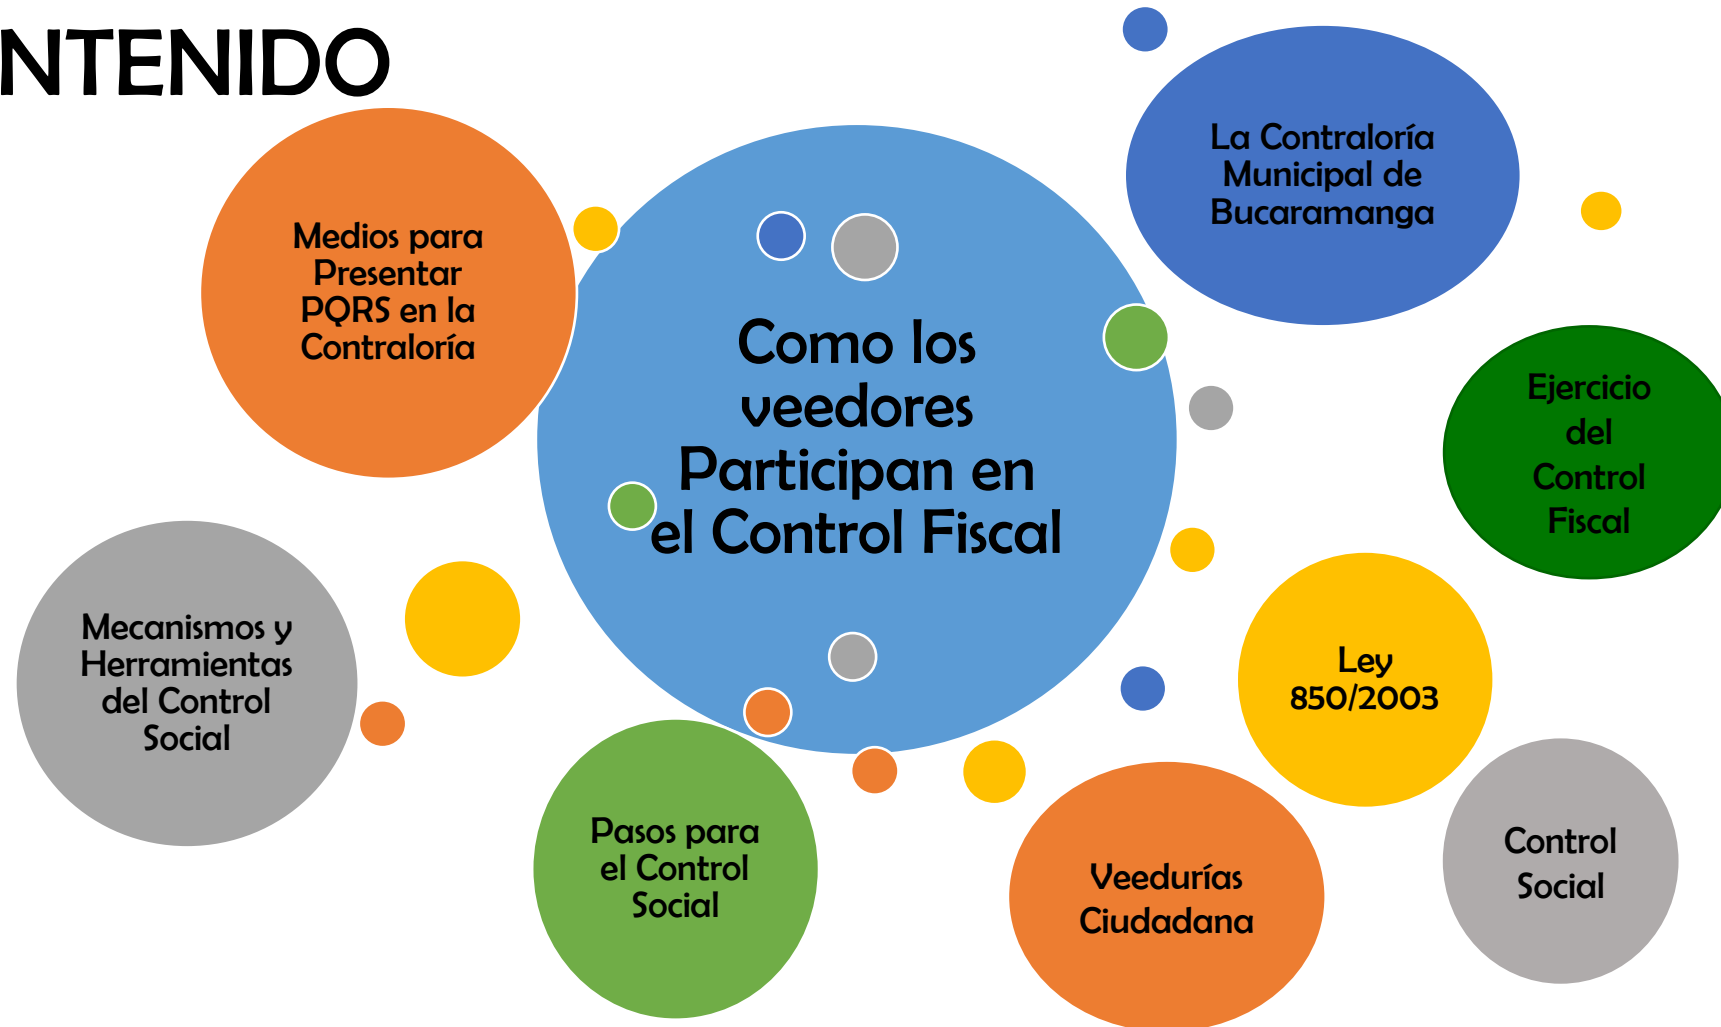 NTENIDO
La Contraloría
Municipal de
Bucaramanga
Medios para
Presentar
PQRS en la
Contraloría
Como los
veedores
Participan en
el Control Fiscal
Ejercicio
del
Control
Fiscal
Mecanismos y
Herramientas
del Control
Social
Ley
850/2003
Pasos para
el Control
Social
Veedurías
Ciudadana
Control
Social